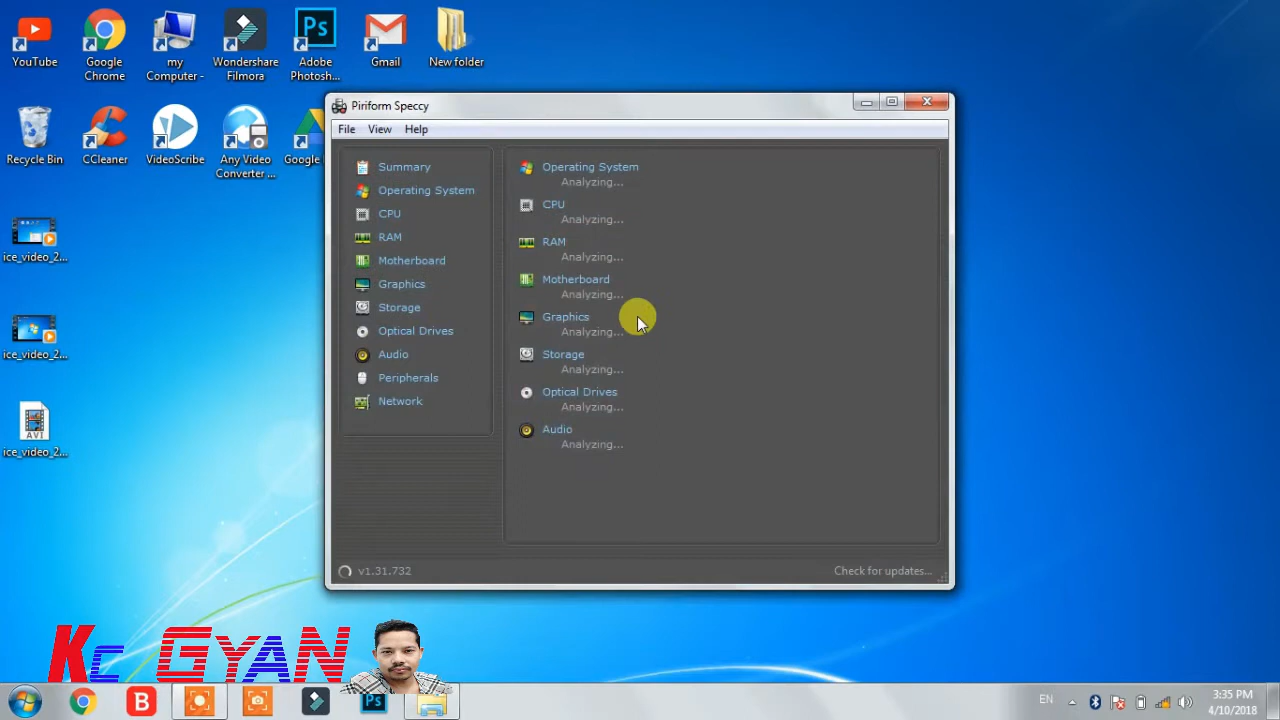 YouTube
Google
Chrome
my
Computer -
Wondershare
Filmora
Ps
Adobe
Photosh...
Gmail
New folder
Recycle Bin
CCleaner
VideoScribe
Any Video
Converter ...
Google
ice_video_2...
ice_video_2...
AVI
ice_video_2...
Piriform Speccy
File View Help
Summary
Operating System
CPU
RAM
Motherboard
Graphics
Storage
Optical Drives
Audio
Peripherals
Network
Operating System
Analyzing...
CPU
Analyzing...
RAM
Analyzing...
Motherboard
Analyzing...
Graphics
Analyzing...
Storage
Analyzing...
Optical Drives
Analyzing...
Audio
Analyzing...
v1.31.732
Check for updates...
Kc GYAN
B
Ps
EN
3:35 PM
4/10/2018